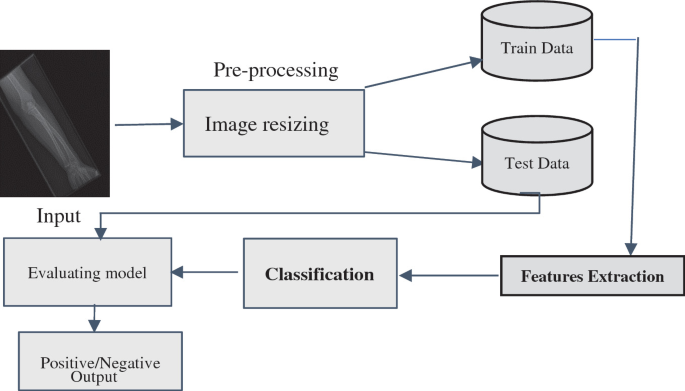 Train Data
Pre-processing
Image resizing
Test Data
Input
Evaluating model
Classification
Features Extraction
Positive/Negative
Output